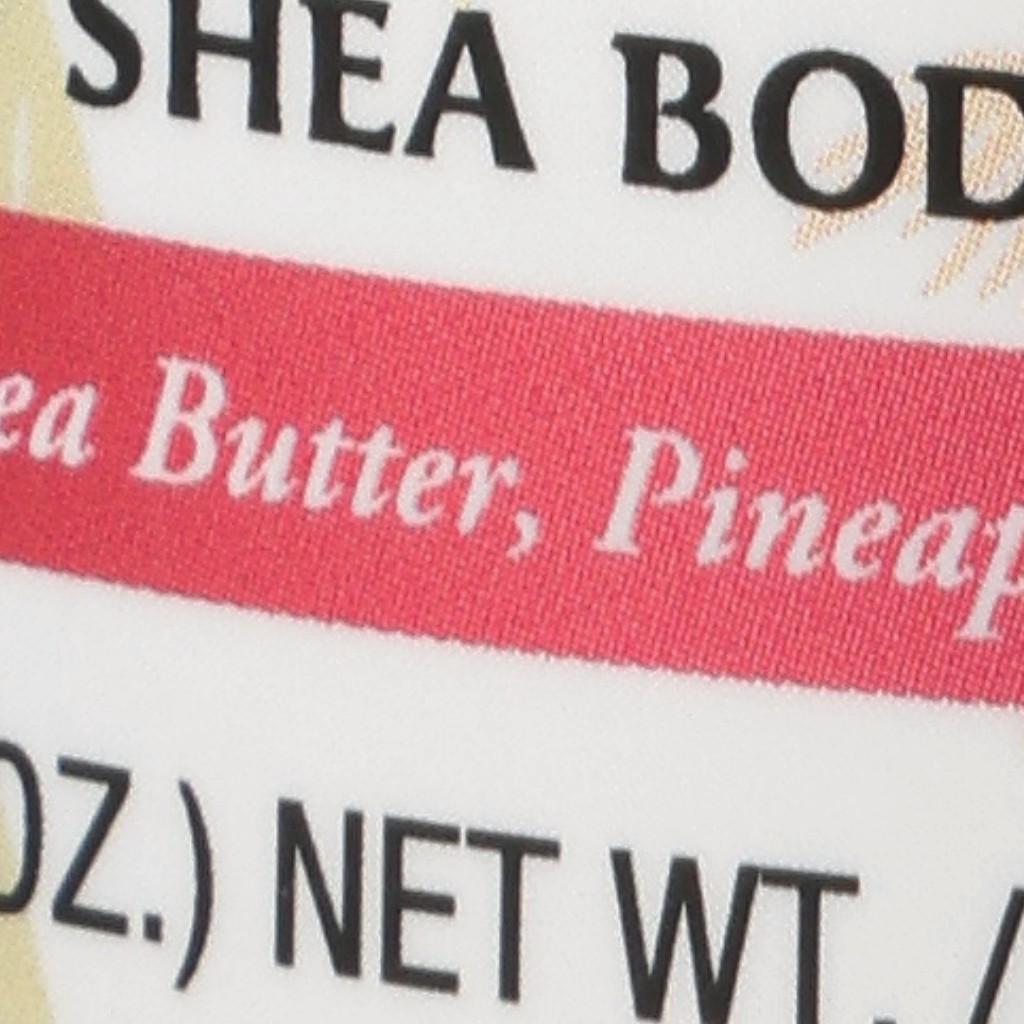 SHEA BOD
ea Butter, Pineap
OZ.) NET WT. /